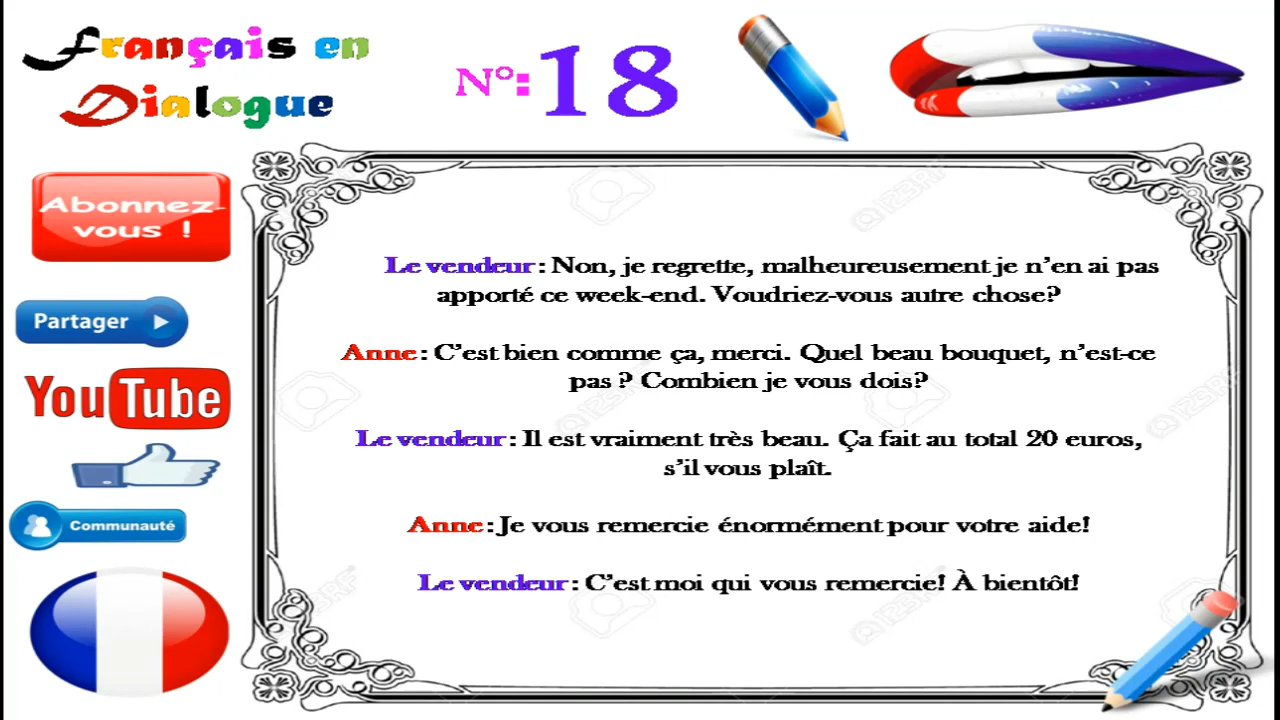 Français en
Dialogue
N°:18
Abonnez-
vous !
Partager
YouTube
Communauté
Le vendeur : Non, je regrette, malheureusement je n’en ai pas
apporté ce week-end. Voudriez-vous autre chose?
Anne : C’est bien comme ça, merci. Quel beau bouquet, n’est-ce
pas ? Combien je vous dois?
Le vendeur : Il est vraiment très beau. Ça fait au total 20 euros,
s’il vous plaît.
Anne : Je vous remercie énormément pour votre aide!
Le vendeur : C’est moi qui vous remercie! À bientôt!